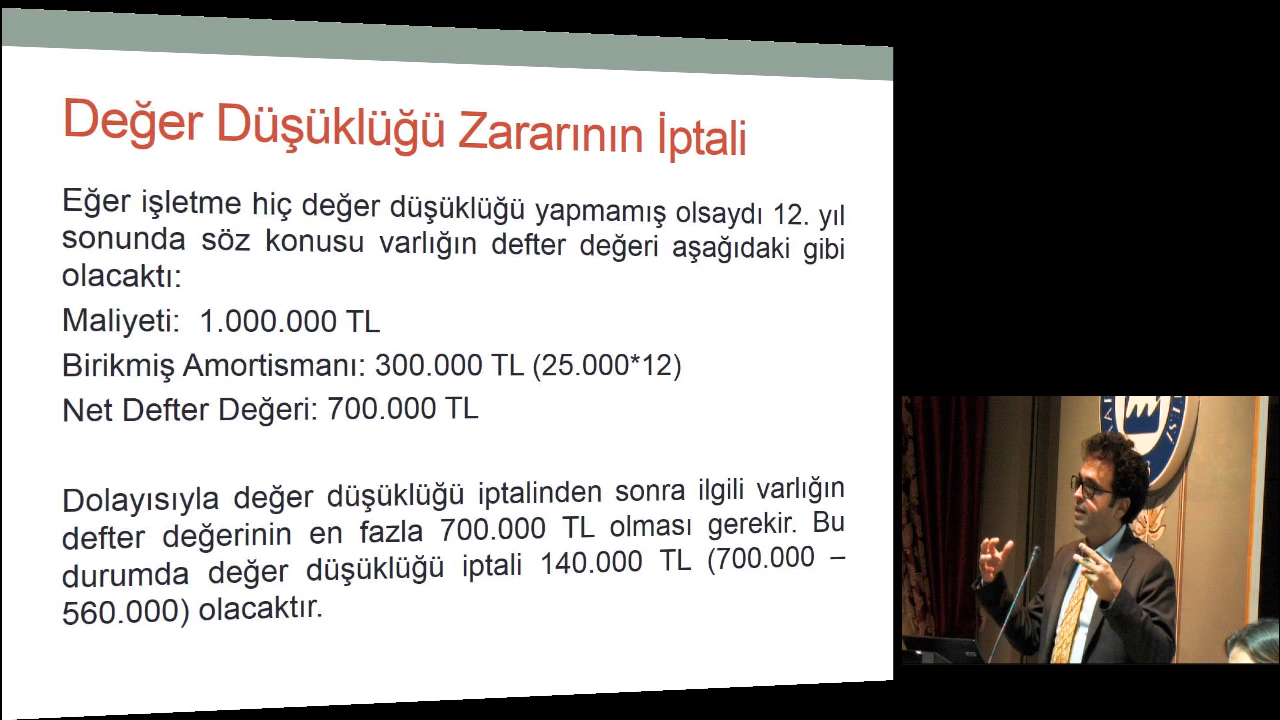 Değer Düşüklüğü Zararının İptali
Eğer işletme hiç değer düşüklüğü yapmamış olsaydı 12. yıl
sonunda söz konusu varlığın defter değeri aşağıdaki gibi
olacaktı:
Maliyeti: 1.000.000 TL
Birikmiş Amortismanı: 300.000 TL (25.000*12)
Net Defter Değeri: 700.000 TL
Dolayısıyla değer düşüklüğü iptalinden sonra ilgili varlığın
defter değerinin en fazla 700.000 TL olması gerekir. Bu
durumda değer düşüklüğü iptali 140.000 TL (700.000 –
560.000) olacaktır.